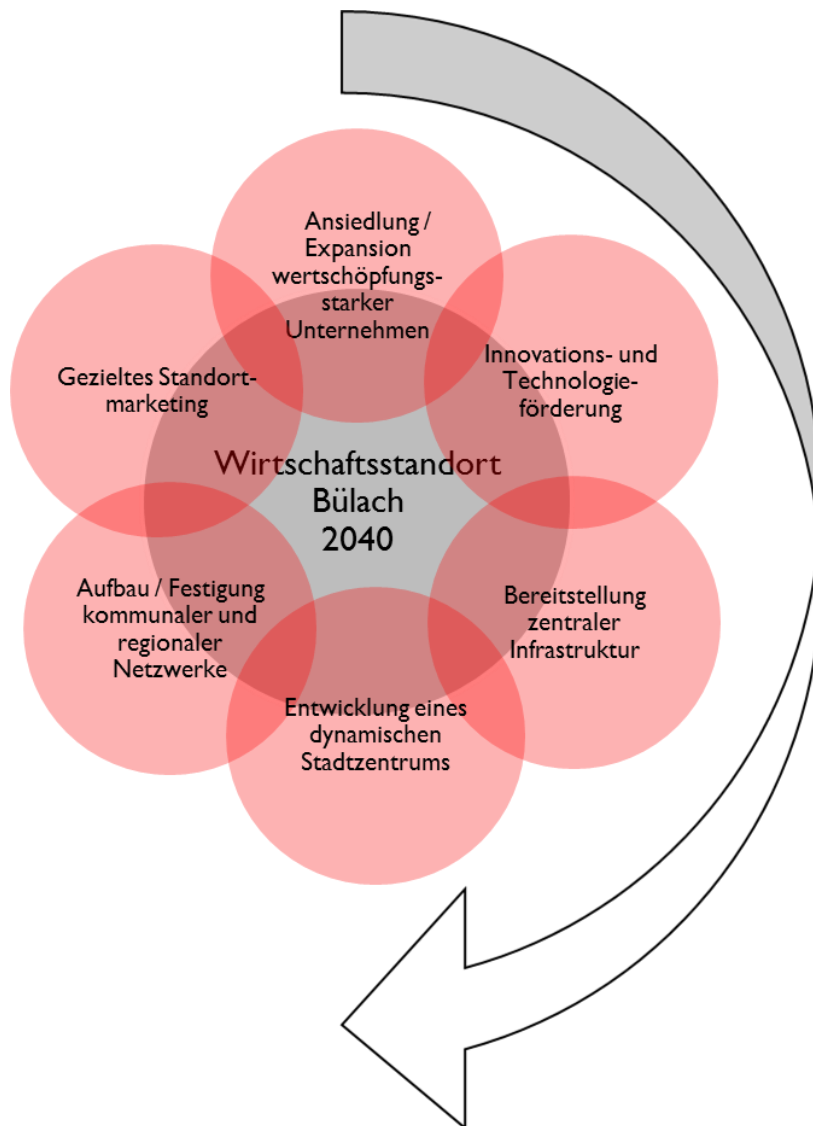 Ansiedlung /
Expansion
wertschöpfungs-
starker
Unternehmen
Innovations- und
Technologie-
förderung
Gezieltes Standort-
marketing
Wirtschaftsstandort
Bülach
2040
Aufbau / Festigung
kommunaler und
regionaler
Netzwerke
Bereitstellung
zentraler
Infrastruktur
Entwicklung eines
dynamischen
Stadtzentrums